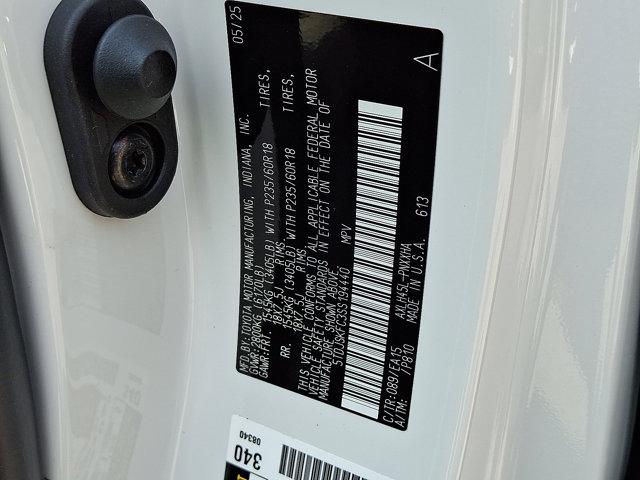 MFD.BY:TOYOTA MOTOR MANUFACTURING, INDIANA, INC. 05/25
GVWR:2800KG (6170LB)
GAWR:FRT. 1545KG (3405LB) WITH P235/60R18 TIRES,
18X7.5J RIMS,
RR. 1545KG (3405LB) WITH P235/60R18 TIRES,
18X7.5J RIMS,
THIS VEHICLE CONFORMS TO ALL APPLICABLE FEDERAL MOTOR
VEHICLE SAFETY STANDARDS IN EFFECT ON THE DATE OF
MANUFACTURE SHOWN ABOVE.
5TDJSKFC3SS194440 MPV
C/TR:089/EA15 AXLH45L-PNXXHA
A/TM: /P810 MADE IN U.S.A. 613
A
340
08340